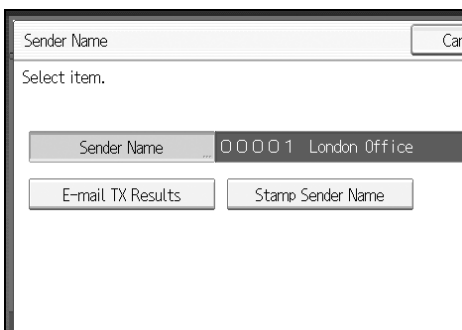 Sender Name
Select item.
Sender Name 00001 London Office
E-mail TX Results Stamp Sender Name